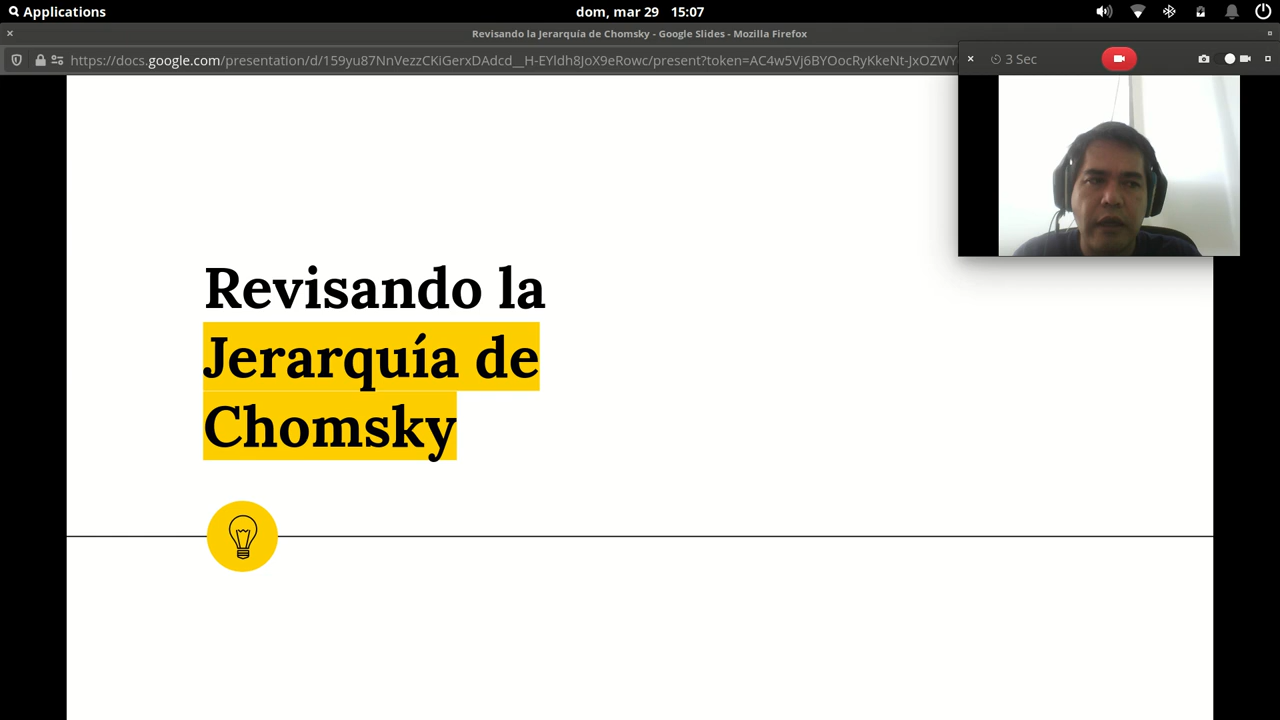 Applications
dom, mar 29 15:07
Revisando la Jerarquía de Chomsky - Google Slides - Mozilla Firefox
https://docs.google.com/presentation/d/159yu87NnVezzCKiGerxDAdcd__H-EYldh8JoX9eRowc/present?token=AC4w5Vj6BYOocRyKkeNt-JxOZWY
3 Sec
Revisando la
Jerarquía de
Chomsky